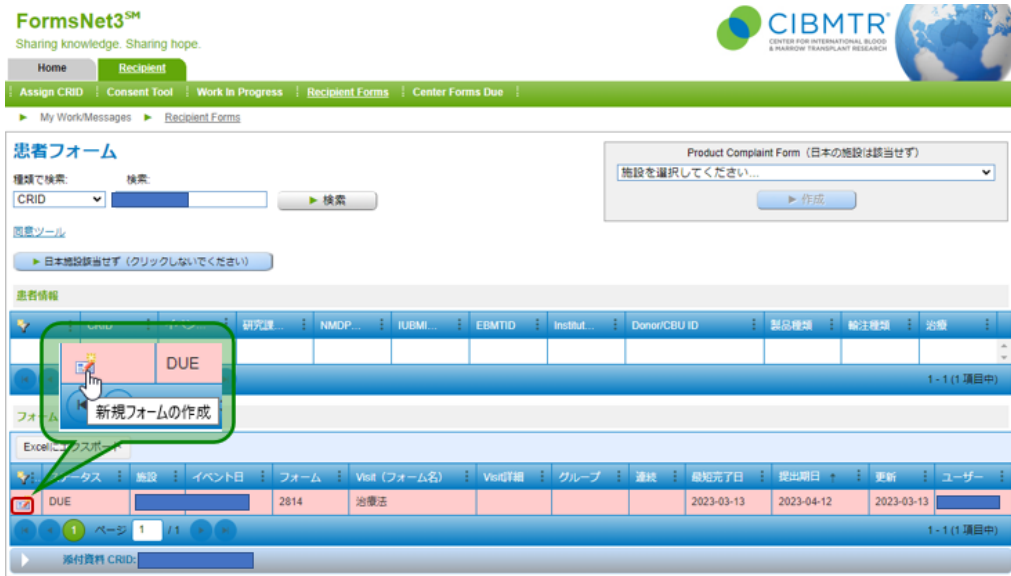 FormsNet3℠
Sharing knowledge. Sharing hope.
CIBMTR®
CENTER FOR INTERNATIONAL BLOOD
& MARROW TRANSPLANT RESEARCH
Home Recipient
Assign CRID Consent Tool Work In Progress Recipient Forms Center Forms Due
My Work/Messages Recipient Forms
患者フォーム
Product Complaint Form（日本の施設は該当せず）
種類で検索: 検索:
施設を選択してください...
CRID 検索
作成
同意ツール
日本施設該当せず（クリックしないでください）
患者情報
CRID イベン... 研究課... NMDP... IUBMI... EBMTID Institut... Donor/CBU ID 製品種類 輸注種類 治療
DUE
1 - 1 (1 項目中)
新規フォームの作成
フォーム
Excelにエクスポート
ステータス 施設 イベント日 フォーム Visit（フォーム名） Visit詳細 グループ 連続 最短完了日 提出期日 ↑ 更新 ユーザー
DUE 2814 治療法 2023-03-13 2023-04-12 2023-03-13
1 ページ 1 / 1 1 - 1 (1 項目中)
添付資料 CRID: